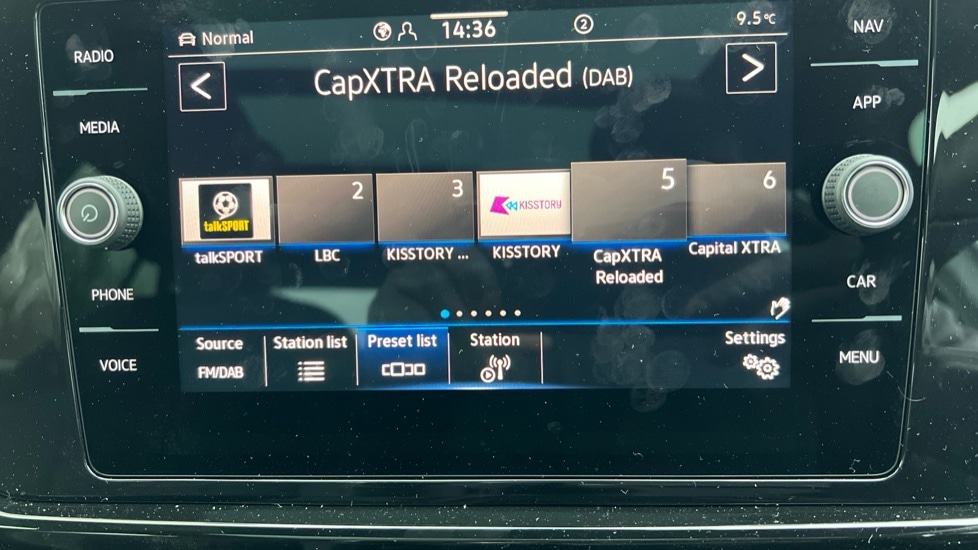 Normal
14:36
2
9.5°C
CapXTRA Reloaded (DAB)
talkSPORT
talkSPORT
2
LBC
3
KISSTORY ...
KISSTORY
KISSTORY
5
CapXTRA
Reloaded
6
Capital XTRA
Source
FM/DAB
Station list
Preset list
Station
Settings
RADIO
MEDIA
PHONE
VOICE
NAV
APP
CAR
MENU